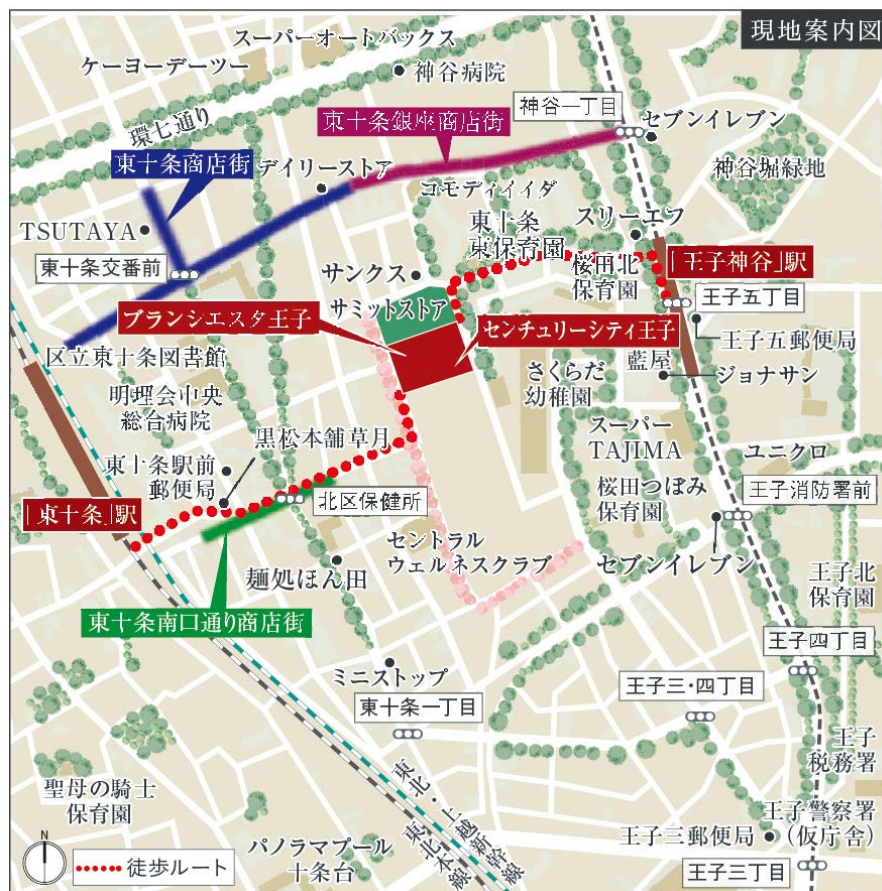 現地案内図
スーパーオートバックス
ケーヨーデーツー
神谷病院
環七通り
神谷一丁目
セブンイレブン
東十条銀座商店街
東十条商店街
デイリーストア
神谷堀緑地
コモディイイダ
TSUTAYA
東十条
東保育園
スリーエフ
東十条交番前
サンクス
桜田北
保育園
「王子神谷」駅
サミットストア
王子五丁目
ブランシエスタ王子
センチュリーシティ王子
王子五郵便局
区立東十条図書館
藍屋
さくらだ
幼稚園
ジョナサン
明理会中央
総合病院
黒松本舗草月
スーパー
TAJIMA
ユニクロ
東十条駅前
郵便局
北区保健所
桜田つぼみ
保育園
王子消防署前
「東十条」駅
セントラル
ウェルネスクラブ
セブンイレブン
麺処ほん田
王子北
保育園
東十条南口通り商店街
王子四丁目
ミニストップ
王子三・四丁目
東十条一丁目
王子
税務署
聖母の騎士
保育園
東北・上越新幹線
東北本線
王子警察署
(仮庁舎)
王子三郵便局
パノラマプール
十条台
王子三丁目
N
徒歩ルート